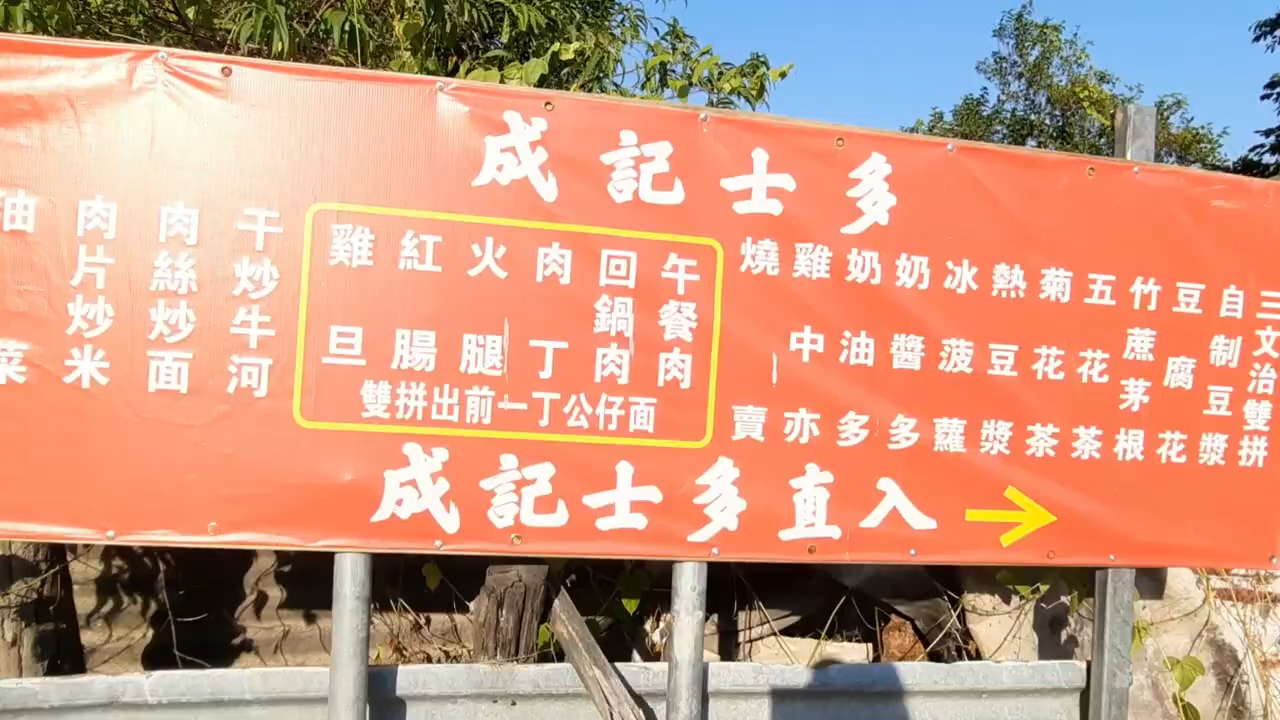 成記士多
油菜
肉片炒米
肉絲炒面
干炒牛河
雞旦
紅腸
火腿
肉丁
回鍋肉
午餐肉
雙拼出前一丁公仔面
燒賣
雞中亦
奶油多
奶醬多
冰菠蘿
熱豆漿
菊花茶
五花茶
竹蔗茅根
豆腐花
自制豆漿
三文治雙拼
成記士多直入